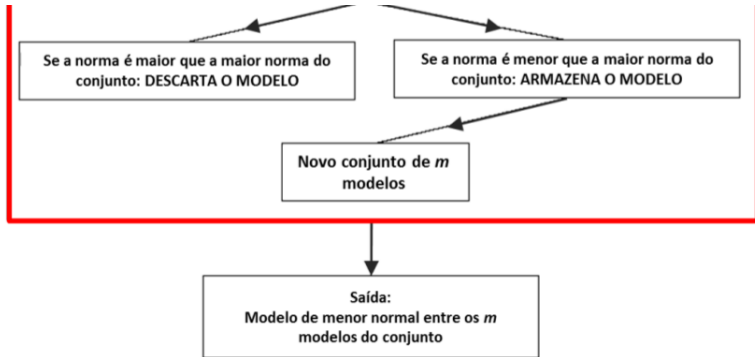 Se a norma é maior que a maior norma do
conjunto: DESCARTA O MODELO
Se a norma é menor que a maior norma do
conjunto: ARMAZENA O MODELO
Novo conjunto de m
modelos
Saída:
Modelo de menor normal entre os m
modelos do conjunto